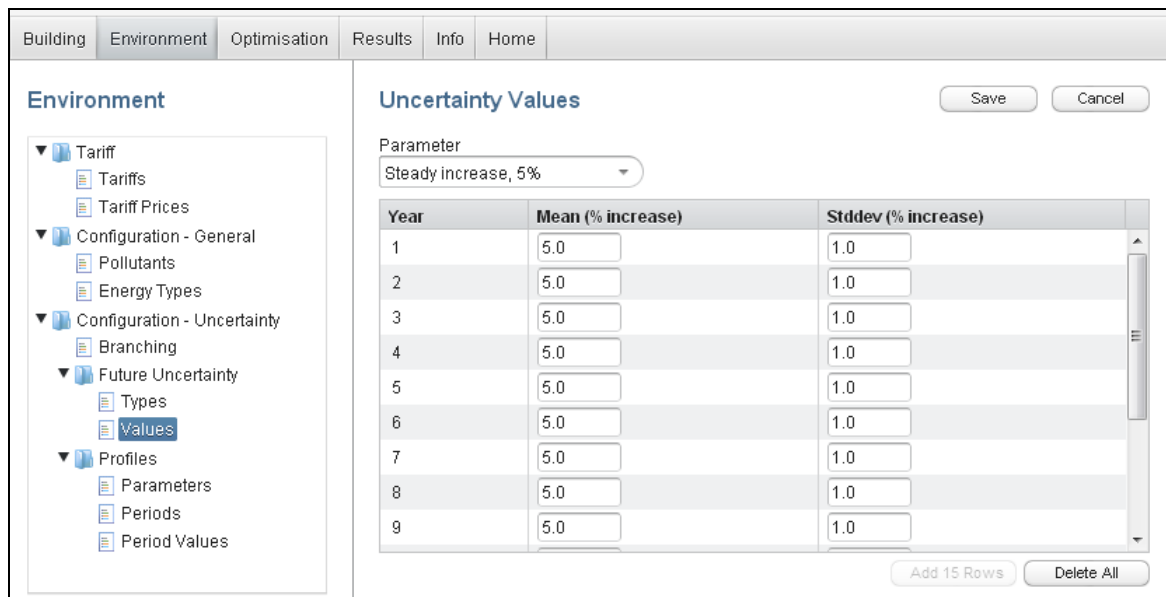 Building Environment Optimisation Results Info Home
Environment
Tariff
Tariffs
Tariff Prices
Configuration - General
Pollutants
Energy Types
Configuration - Uncertainty
Branching
Future Uncertainty
Types
Values
Profiles
Parameters
Periods
Period Values
Uncertainty Values
Save Cancel
Parameter
Steady increase, 5%
Year Mean (% increase) Stddev (% increase)
1 5.0 1.0
2 5.0 1.0
3 5.0 1.0
4 5.0 1.0
5 5.0 1.0
6 5.0 1.0
7 5.0 1.0
8 5.0 1.0
9 5.0 1.0
Add 15 Rows Delete All